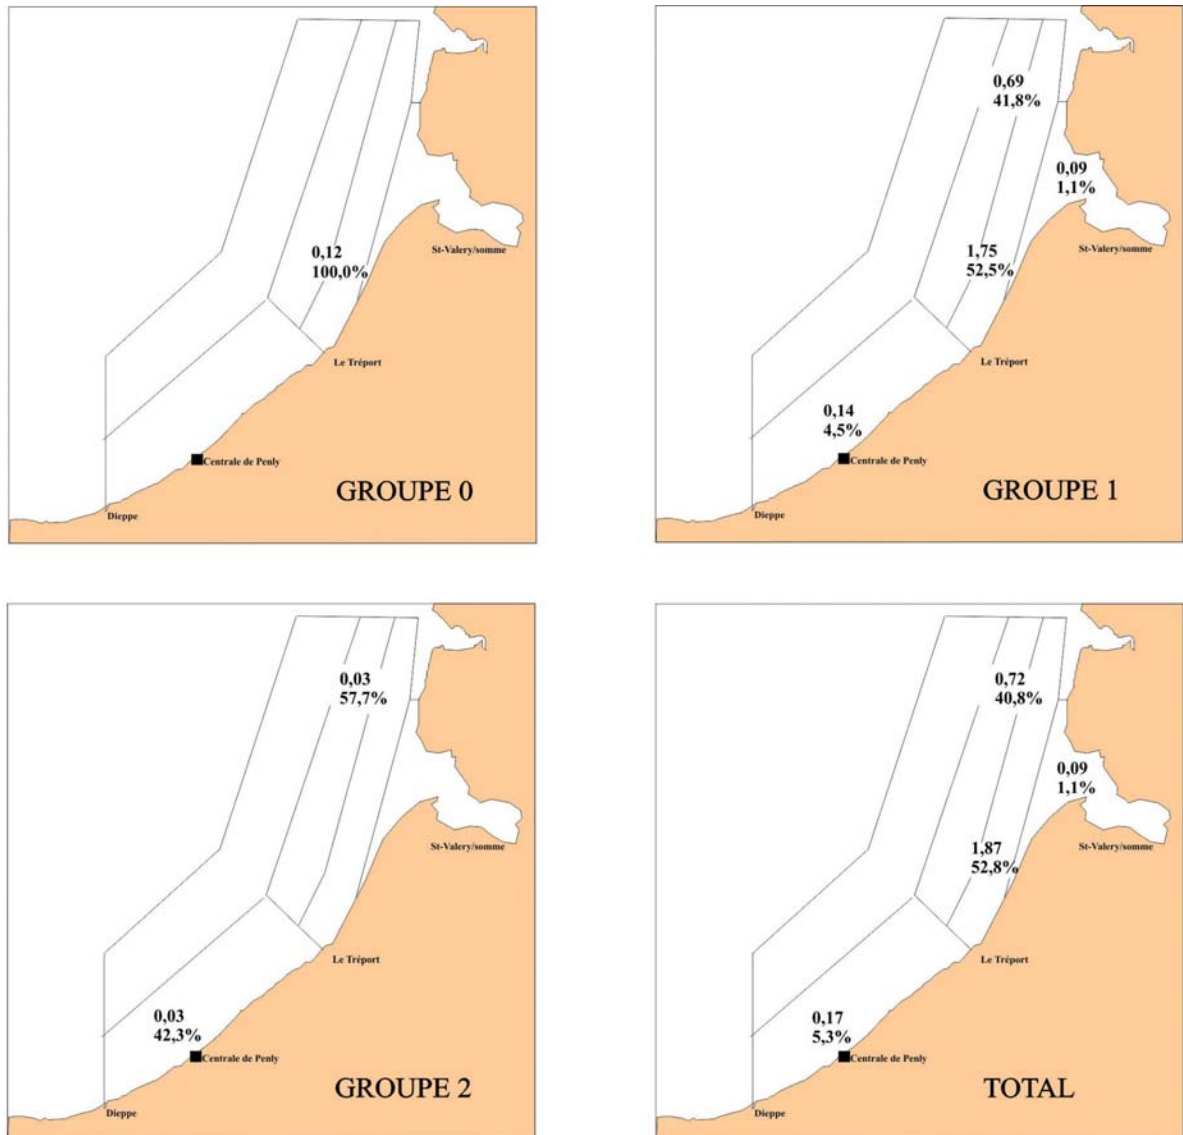 0,12
100,0%
St-Valery/somme
Le Tréport
Centrale de Penly
GROUPE 0
Dieppe
0,69
41,8%
0,09
1,1%
St-Valery/somme
1,75
52,5%
Le Tréport
0,14
4,5%
Centrale de Penly
GROUPE 1
Dieppe
0,03
57,7%
St-Valery/somme
Le Tréport
0,03
42,3%
Centrale de Penly
GROUPE 2
Dieppe
0,72
40,8%
0,09
1,1%
St-Valery/somme
1,87
52,8%
Le Tréport
0,17
5,3%
Centrale de Penly
TOTAL
Dieppe